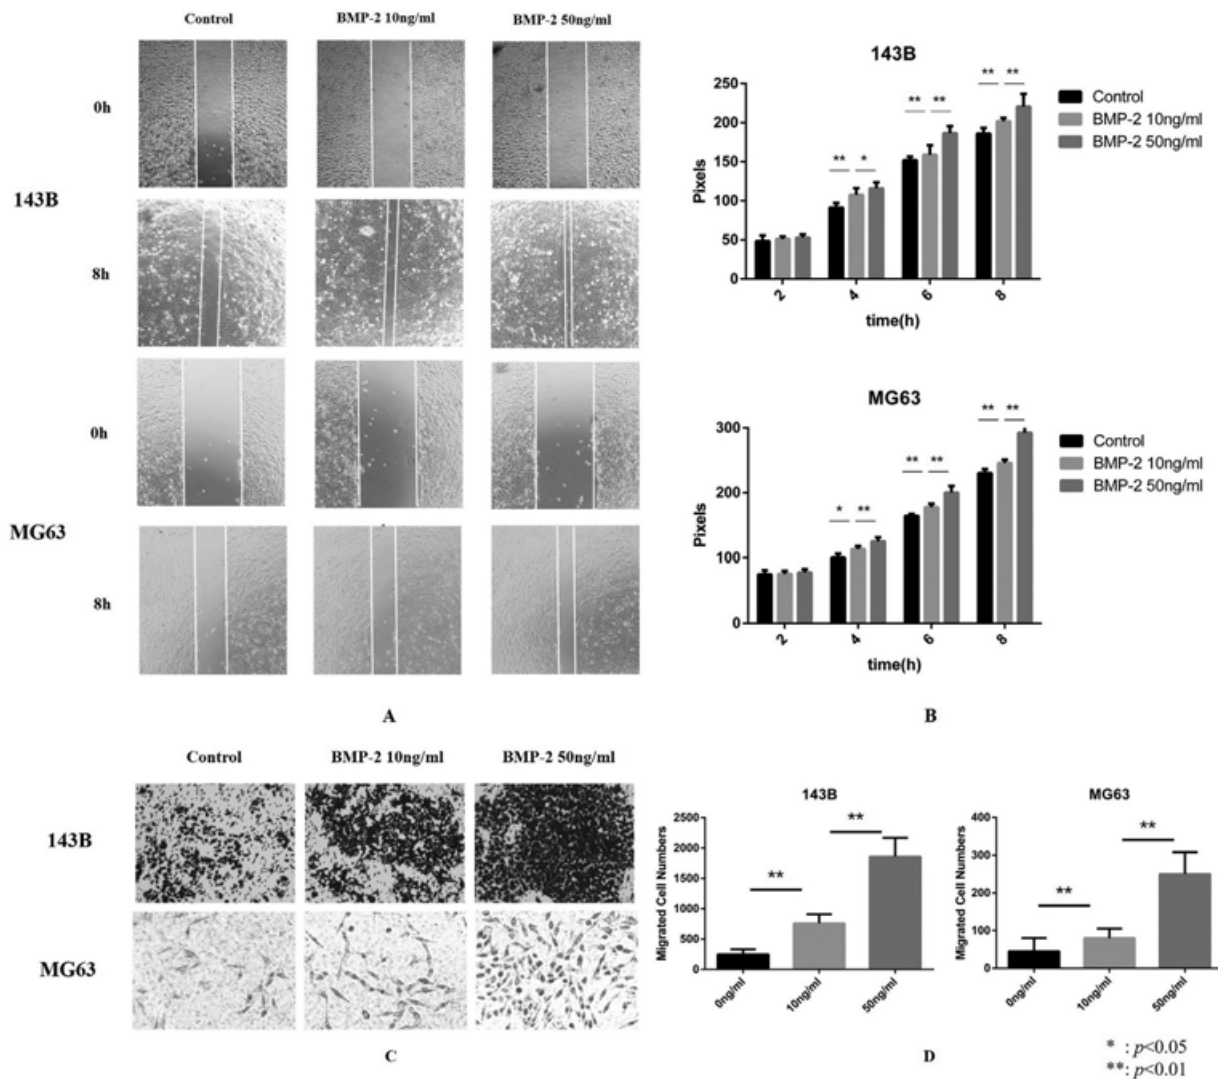 Control BMP-2 10ng/ml BMP-2 50ng/ml
0h
143B
8h
0h
MG63
8h
A
143B
Pixels
250
200
150
100
50
0
** ** ** * ** ** **
2 4 6 8
time(h)
Control
BMP-2 10ng/ml
BMP-2 50ng/ml
MG63
Pixels
300
200
100
0
* ** ** ** ** **
2 4 6 8
time(h)
Control
BMP-2 10ng/ml
BMP-2 50ng/ml
B
Control BMP-2 10ng/ml BMP-2 50ng/ml
143B
MG63
C
143B
Migrated Cell Numbers
2500
2000
1500
1000
500
0
** **
0ng/ml 10ng/ml 50ng/ml
MG63
Migrated Cell Numbers
400
300
200
100
0
** **
0ng/ml 10ng/ml 50ng/ml
D
* : p<0.05
**: p<0.01